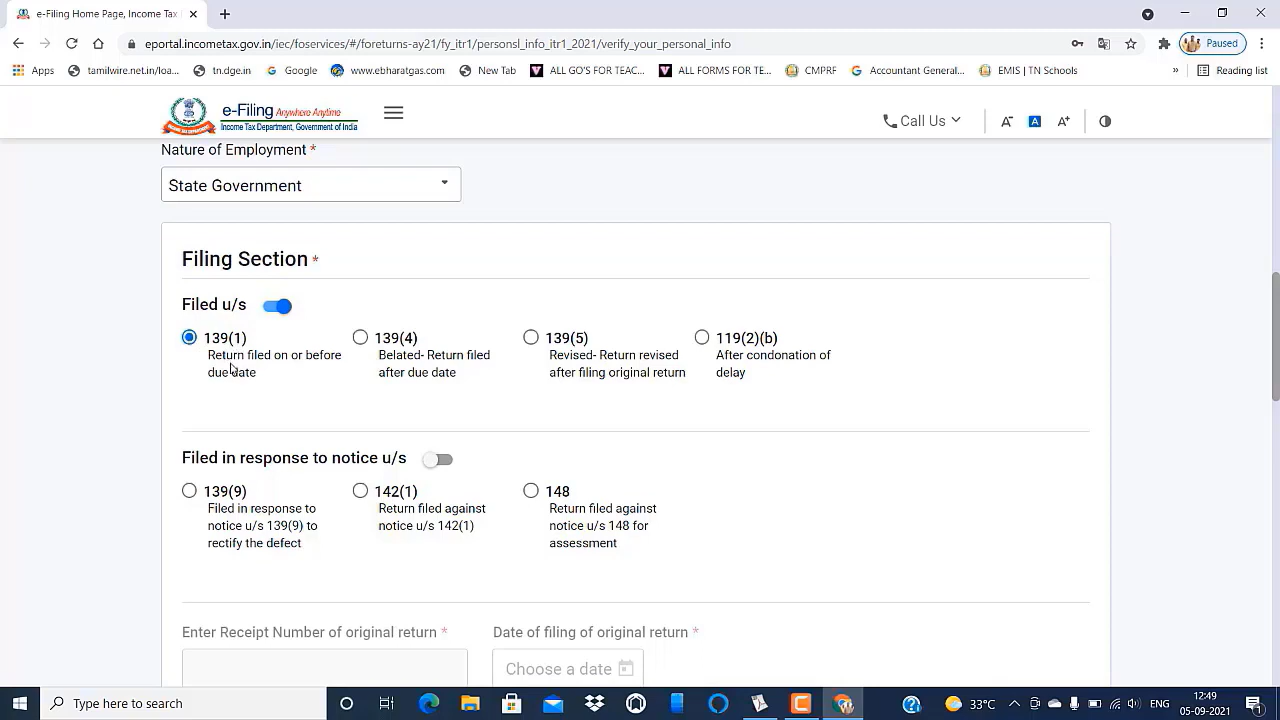 e-Filing Home Page, Income Tax
Paused
eportal.incometax.gov.in/iec/foservices/#/foreturns-ay21/fy_itr1/personsl_info_itr1_2021/verify_your_personal_info
Apps tamilwire.net.in/loa... tn.dge.in Google www.ebharatgas.com New Tab ALL GO'S FOR TEAC... ALL FORMS FOR TE... CMPRF Accountant General... EMIS | TN Schools » Reading list
e-Filing Anywhere Anytime
Income Tax Department, Government of India
Call Us A- A A+
Nature of Employment *
State Government
Filing Section *
Filed u/s
139(1) 139(4) 139(5) 119(2)(b)
Return filed on or before Belated- Return filed Revised- Return revised After condonation of
due date after due date after filing original return delay
Filed in response to notice u/s
139(9) 142(1) 148
Filed in response to Return filed against Return filed against
notice u/s 139(9) to notice u/s 142(1) notice u/s 148 for
rectify the defect assessment
Enter Receipt Number of original return * Date of filing of original return *
Choose a date
Type here to search
33°C ENG 12:49
05-09-2021